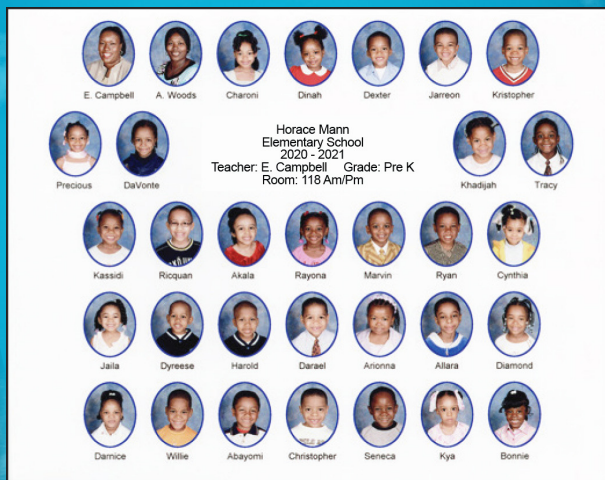 E. Campbell A. Woods Charoni Dinah Dexter Jarreon Kristopher
Horace Mann
Elementary School
2020 - 2021
Teacher: E. Campbell Grade: Pre K
Room: 118 Am/Pm
Precious DaVonte Khadijah Tracy
Kassidi Ricquan Akala Rayona Marvin Ryan Cynthia
Jaila Dyreese Harold Darael Arionna Allara Diamond
Darnice Willie Abayomi Christopher Seneca Kya Bonnie